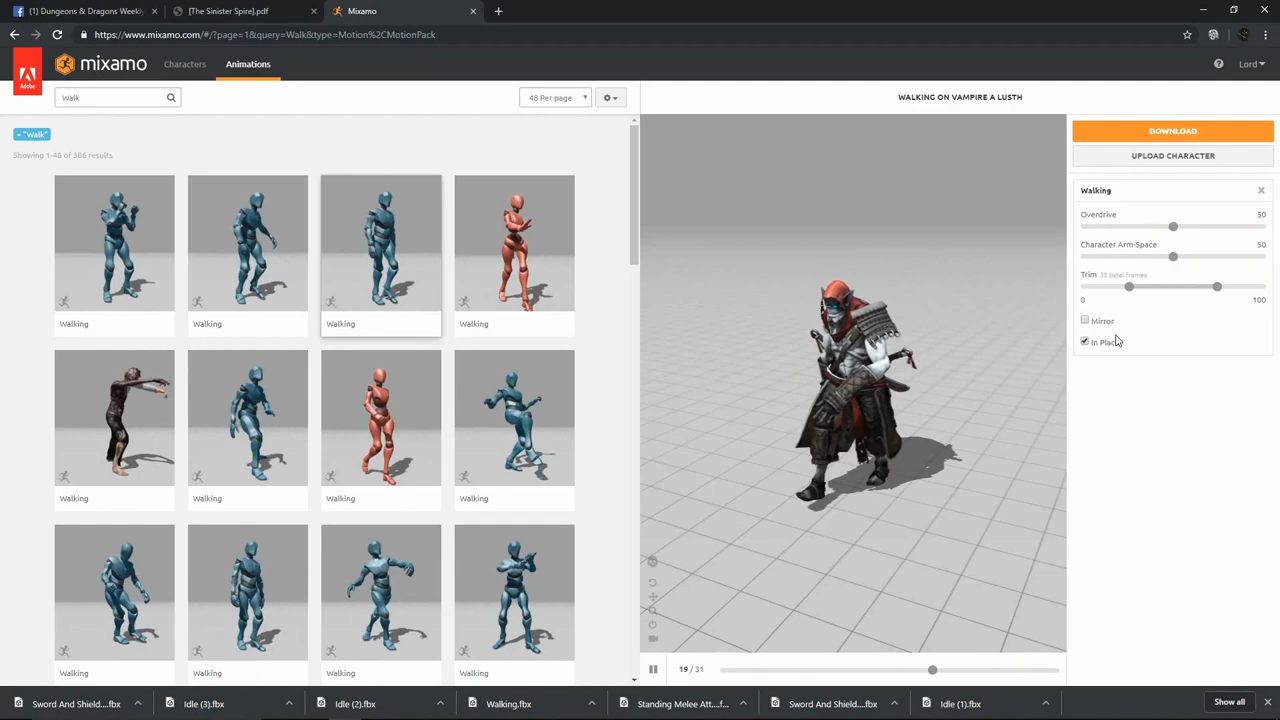 (1) Dungeons & Dragons Weekly
[The Sinister Spire].pdf
Mixamo
https://www.mixamo.com/#/?page=1&query=Walk&type=Motion%2CMotionPack
Adobe
mixamo
Characters
Animations
Lord
Walk
48 Per page
WALKING ON VAMPIRE A LUSTH
"Walk"
Showing 1-48 of 386 results
DOWNLOAD
UPLOAD CHARACTER
Walking
Overdrive 50
Character Arm-Space 50
Trim 32 total frames
0 100
Mirror
In Place
Walking Walking Walking Walking
Walking Walking Walking Walking
Walking Walking Walking Walking
19 / 31
Sword And Shield....fbx
Idle (3).fbx
Idle (2).fbx
Walking.fbx
Standing Melee Att....fbx
Sword And Shield....fbx
Idle (1).fbx
Show all